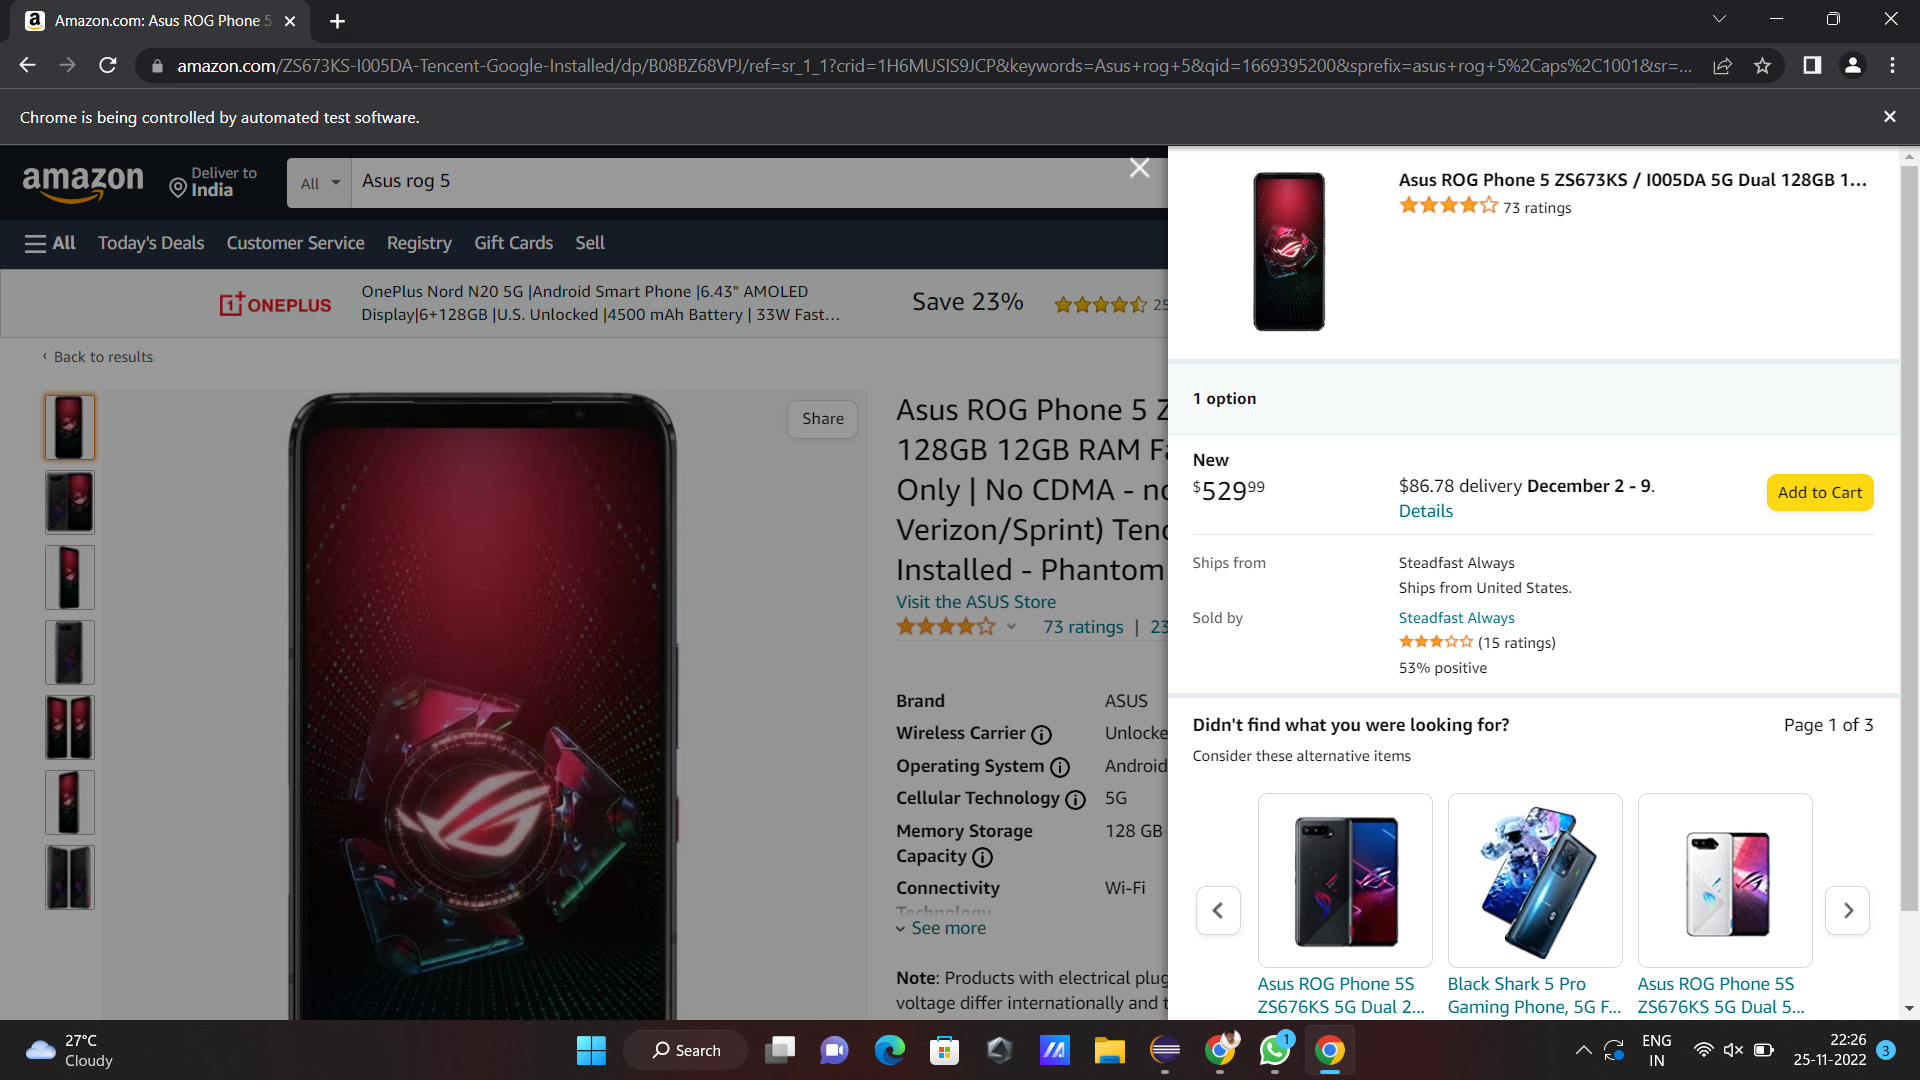 Amazon.com: Asus ROG Phone 5
amazon.com/ZS673KS-I005DA-Tencent-Google-Installed/dp/B08BZ68VPJ/ref=sr_1_1?crid=1H6MUSIS9JCP&keywords=Asus+rog+5&qid=1669395200&sprefix=asus+rog+5%2Caps%2C1001&sr=...
Chrome is being controlled by automated test software.
amazon
Deliver to
India
All
Asus rog 5
All
Today's Deals
Customer Service
Registry
Gift Cards
Sell
ONEPLUS
OnePlus Nord N20 5G |Android Smart Phone |6.43" AMOLED
Display|6+128GB |U.S. Unlocked |4500 mAh Battery | 33W Fast...
Save 23%
25
‹ Back to results
Share
Asus ROG Phone 5 Z
128GB 12GB RAM Fa
Only | No CDMA - no
Verizon/Sprint) Tenc
Installed - Phantom
Visit the ASUS Store
73 ratings | 23
Brand ASUS
Wireless Carrier Unlocke
Operating System Android
Cellular Technology 5G
Memory Storage 128 GB
Capacity
Connectivity Wi-Fi
Technology
See more
Note: Products with electrical plug
voltage differ internationally and t
Asus ROG Phone 5 ZS673KS / I005DA 5G Dual 128GB 1...
73 ratings
1 option
New
$529 99
$86.78 delivery December 2 - 9.
Details
Add to Cart
Ships from
Steadfast Always
Ships from United States.
Sold by
Steadfast Always
(15 ratings)
53% positive
Didn't find what you were looking for?
Page 1 of 3
Consider these alternative items
Asus ROG Phone 5S
ZS676KS 5G Dual 2...
Black Shark 5 Pro
Gaming Phone, 5G F...
Asus ROG Phone 5S
ZS676KS 5G Dual 5...
27°C
Cloudy
Search
1
ENG
IN
22:26
25-11-2022
3